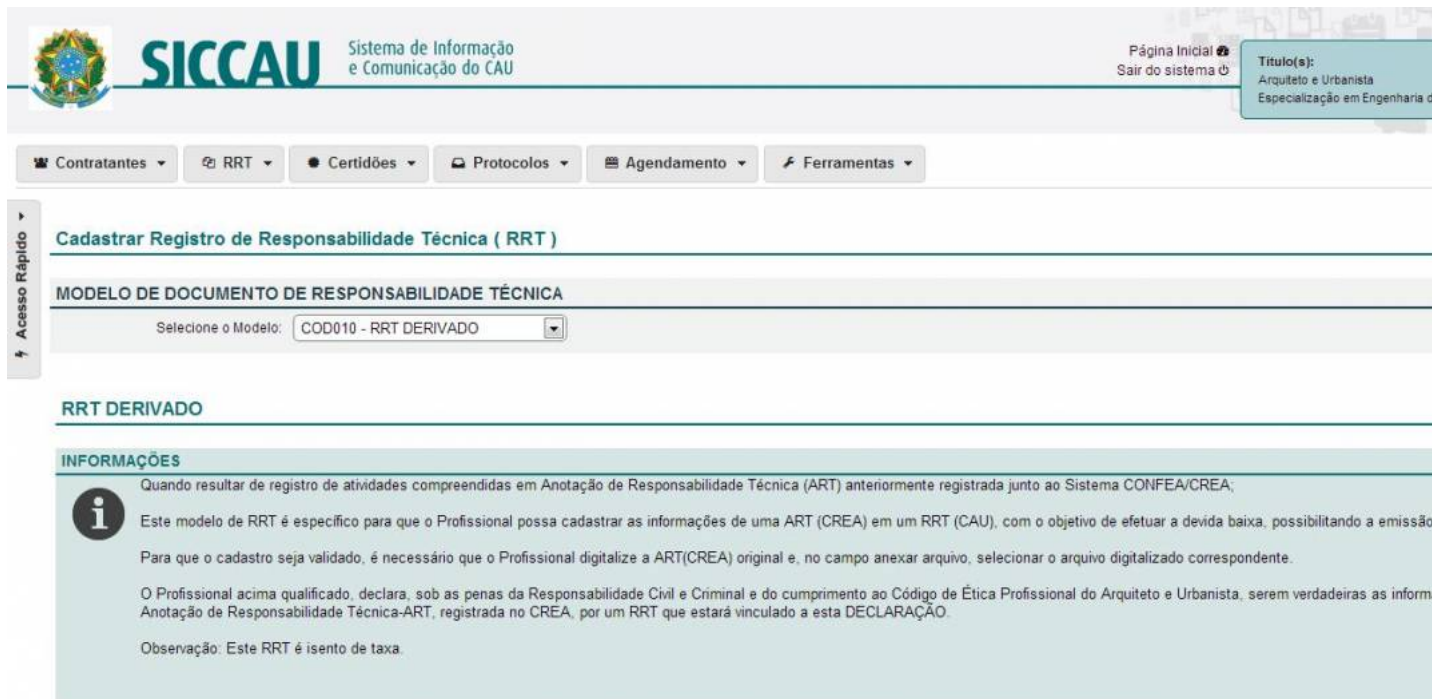 SICCAU
Sistema de Informação
e Comunicação do CAU
Página Inicial
Sair do sistema
Título(s):
Arquiteto e Urbanista
Especialização em Engenharia d
Contratantes
RRT
Certidões
Protocolos
Agendamento
Ferramentas
Acesso Rápido
Cadastrar Registro de Responsabilidade Técnica ( RRT )
MODELO DE DOCUMENTO DE RESPONSABILIDADE TÉCNICA
Selecione o Modelo: COD010 - RRT DERIVADO
RRT DERIVADO
INFORMAÇÕES
Quando resultar de registro de atividades compreendidas em Anotação de Responsabilidade Técnica (ART) anteriormente registrada junto ao Sistema CONFEA/CREA;
Este modelo de RRT é específico para que o Profissional possa cadastrar as informações de uma ART (CREA) em um RRT (CAU), com o objetivo de efetuar a devida baixa, possibilitando a emissão
Para que o cadastro seja validado, é necessário que o Profissional digitalize a ART(CREA) original e, no campo anexar arquivo, selecionar o arquivo digitalizado correspondente.
O Profissional acima qualificado, declara, sob as penas da Responsabilidade Civil e Criminal e do cumprimento ao Código de Ética Profissional do Arquiteto e Urbanista, serem verdadeiras as inform
Anotação de Responsabilidade Técnica-ART, registrada no CREA, por um RRT que estará vinculado a esta DECLARAÇÃO.
Observação: Este RRT é isento de taxa.